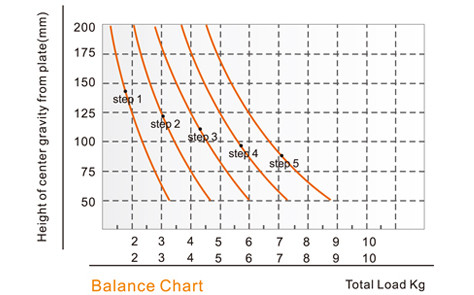 Height of center gravity from plate(mm)
200
175
150
125
100
75
50
step 1
step 2
step 3
step 4
step 5
2 3 4 5 6 7 8 9 10
2 3 4 5 6 7 8 9 10
Balance Chart
Total Load Kg